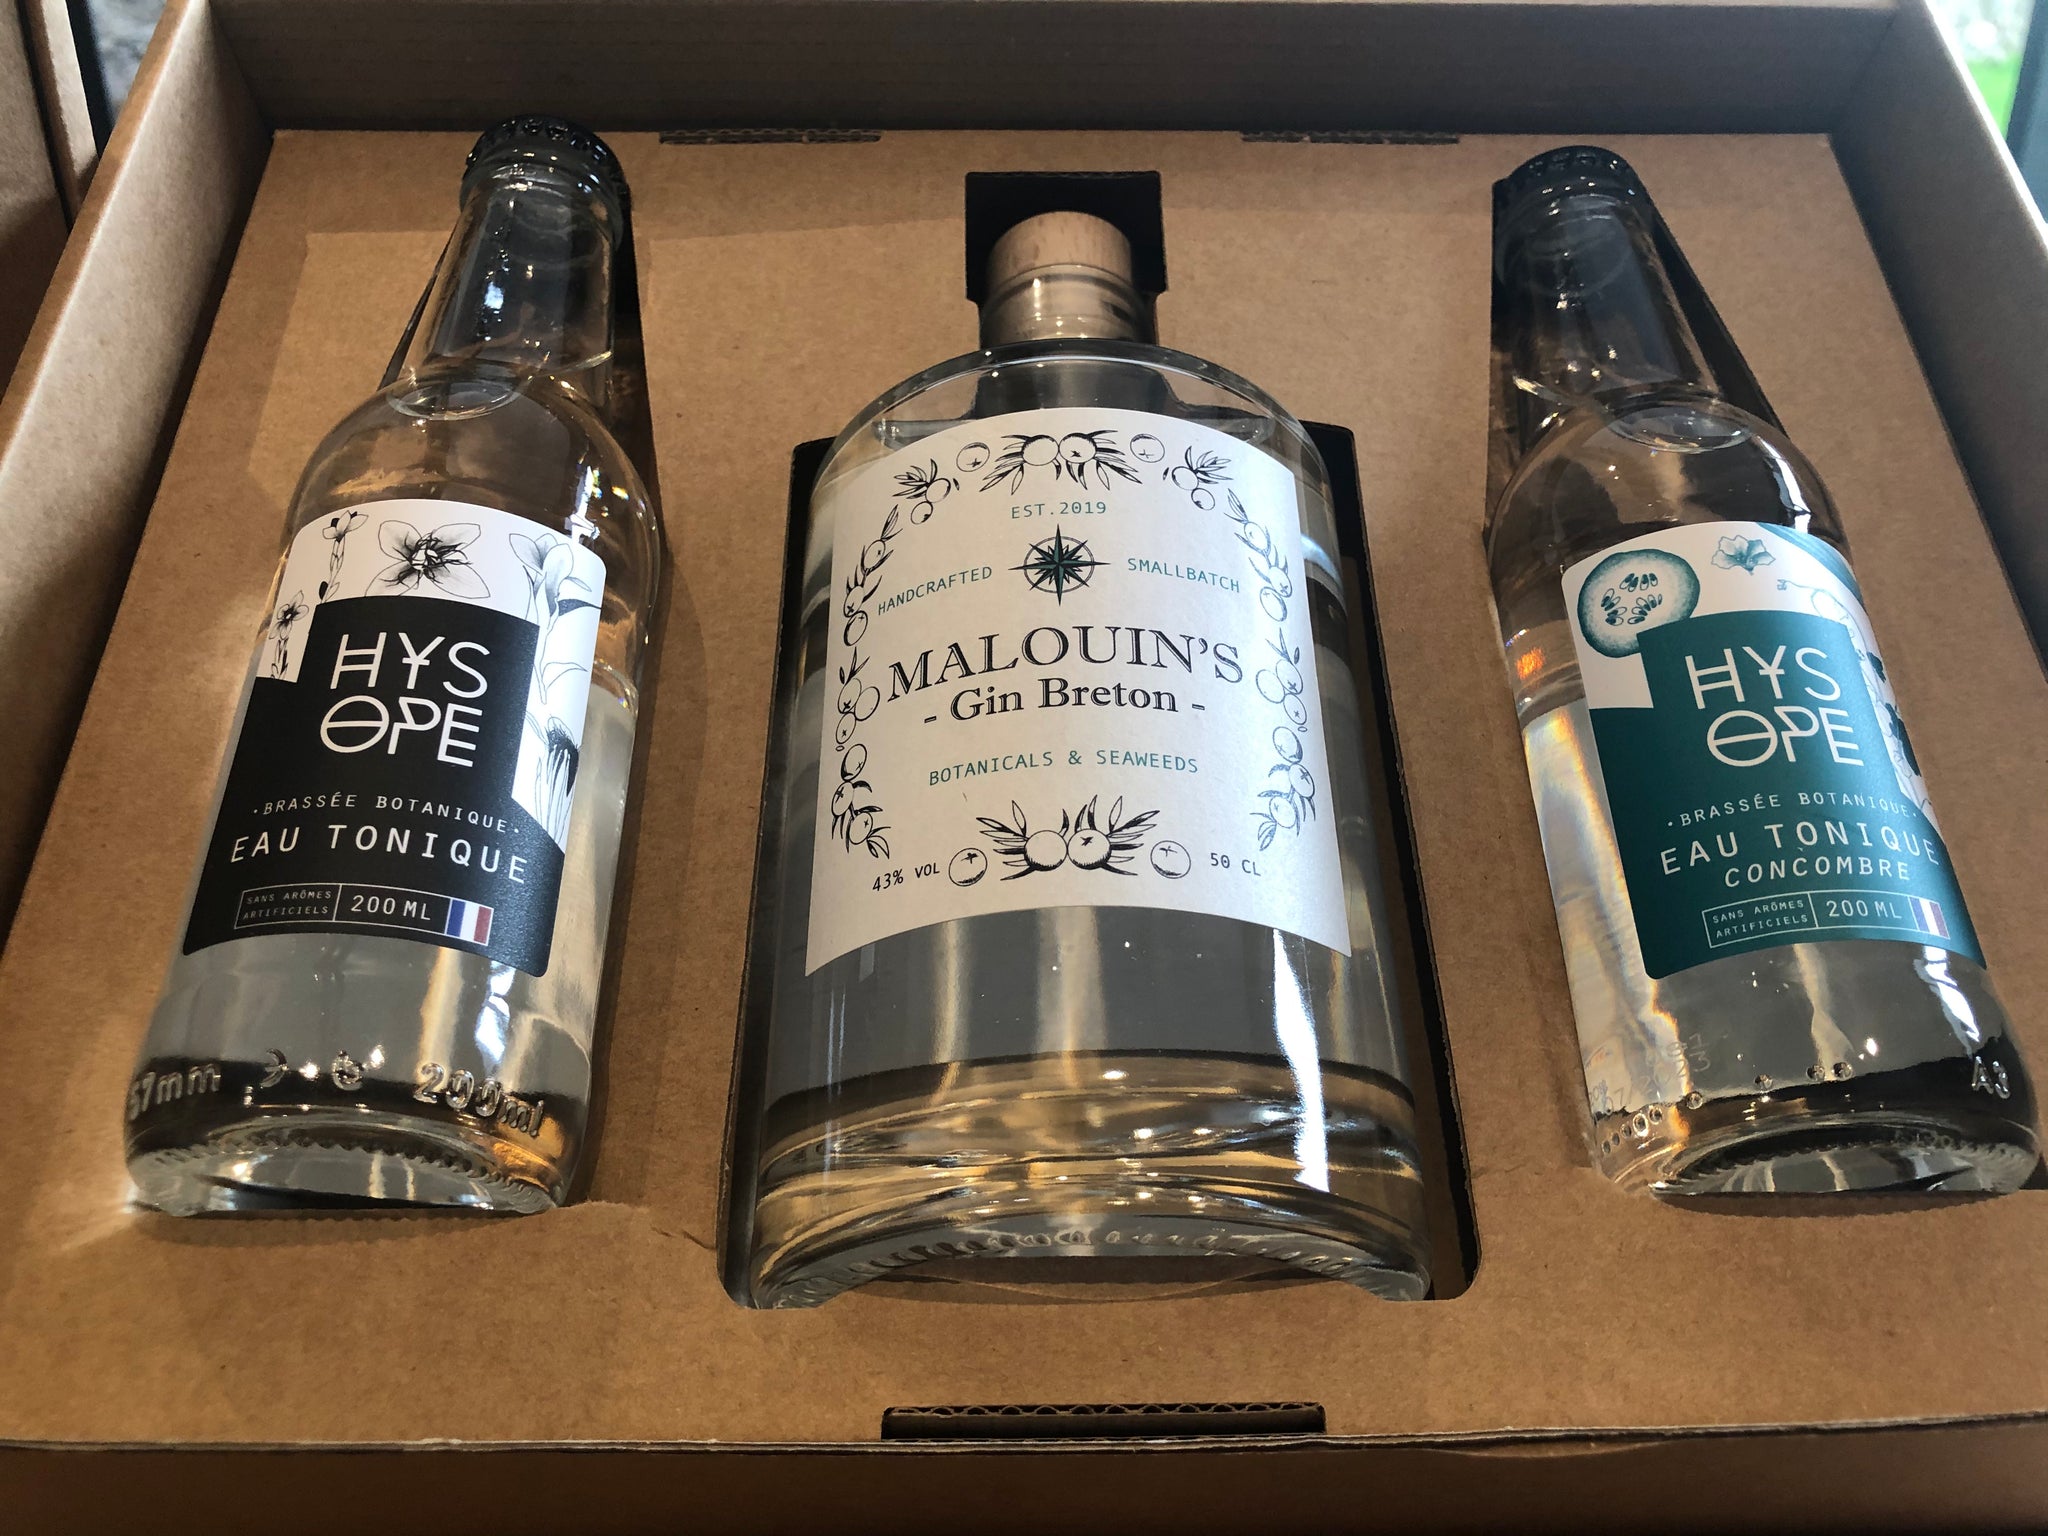 HYS
OPE
·BRASSÉE BOTANIQUE·
EAU TONIQUE
SANS ARÔMES
ARTIFICIELS
200 ML
57mm
200ml
EST.2019
HANDCRAFTED
SMALLBATCH
MALOUIN'S
- Gin Breton -
BOTANICALS & SEAWEEDS
43% VOL
50 CL
HYS
OPE
·BRASSÉE BOTANIQUE·
EAU TONIQUE
CONCOMBRE
SANS ARÔMES
ARTIFICIELS
200 ML